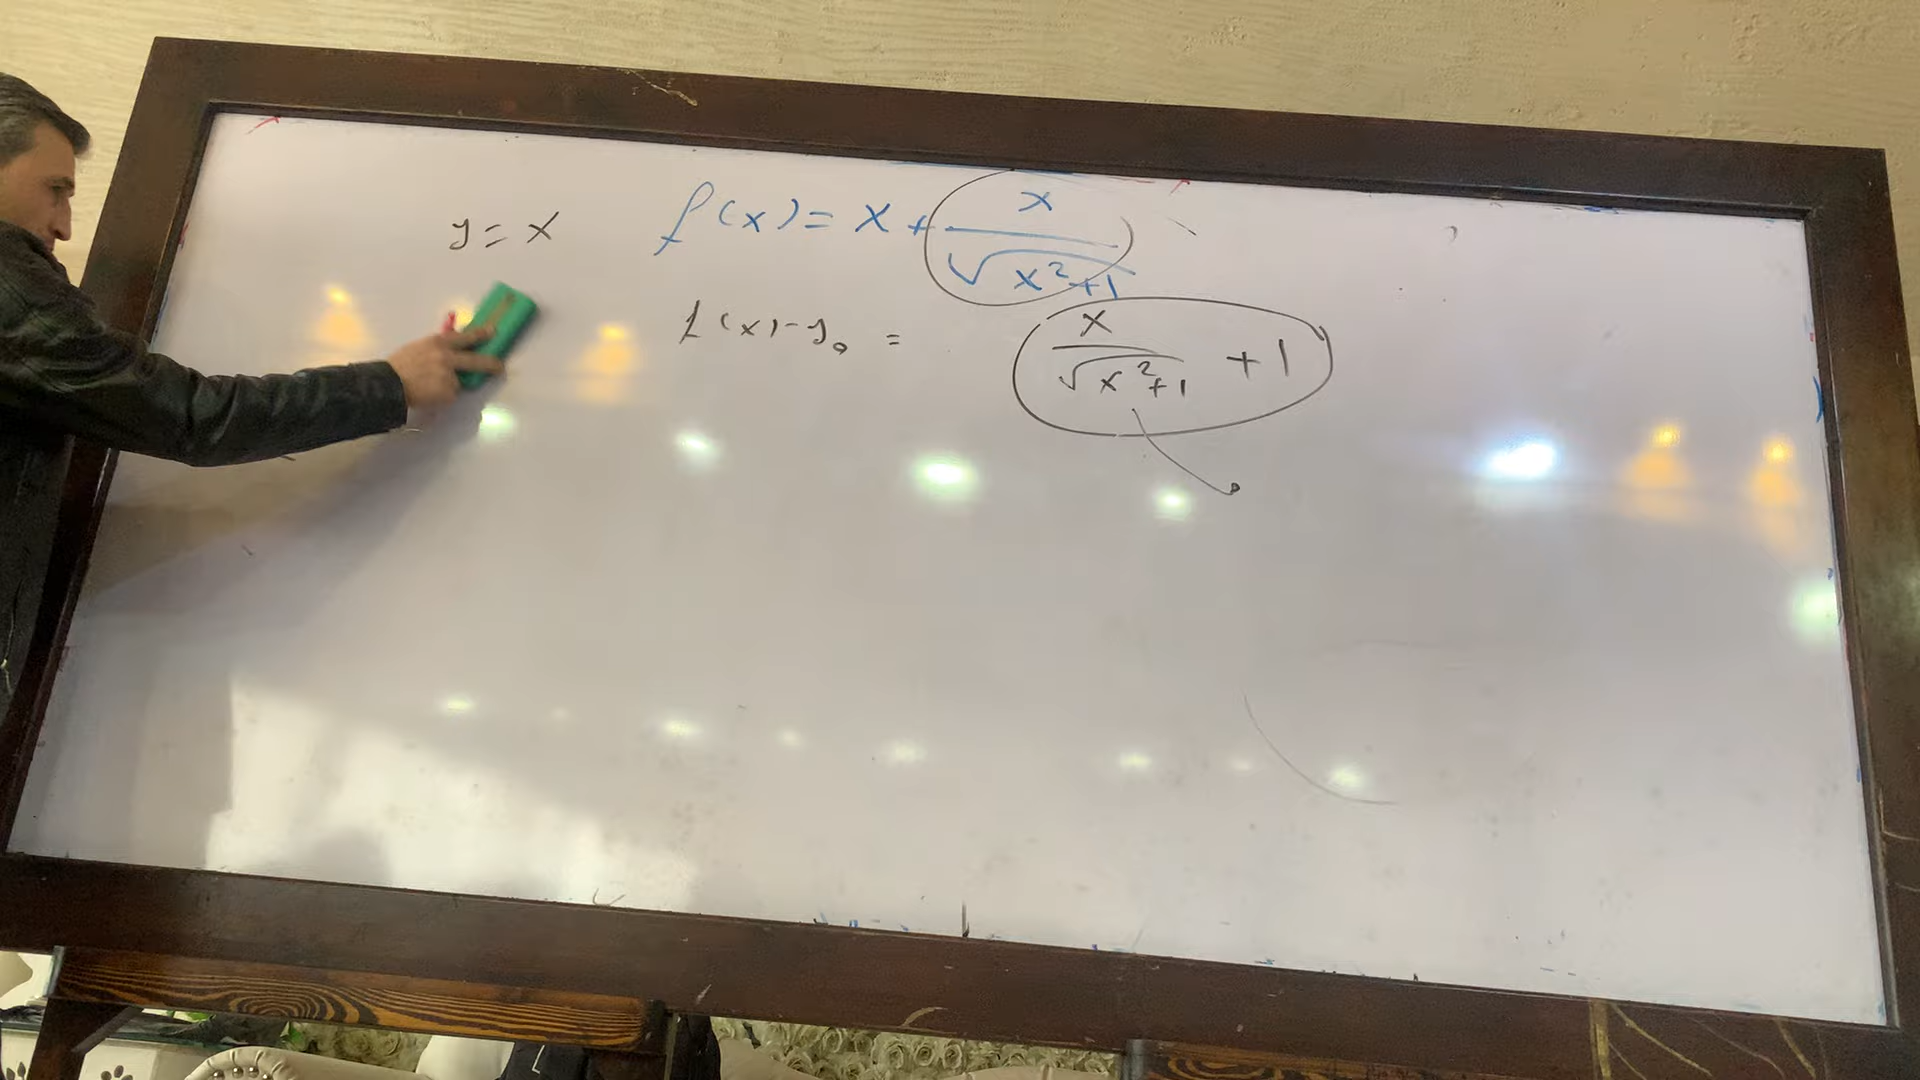 y = x f(x) = x + x/√(x²+1)
f(x) - y₀ = x/√(x²+1) + 1